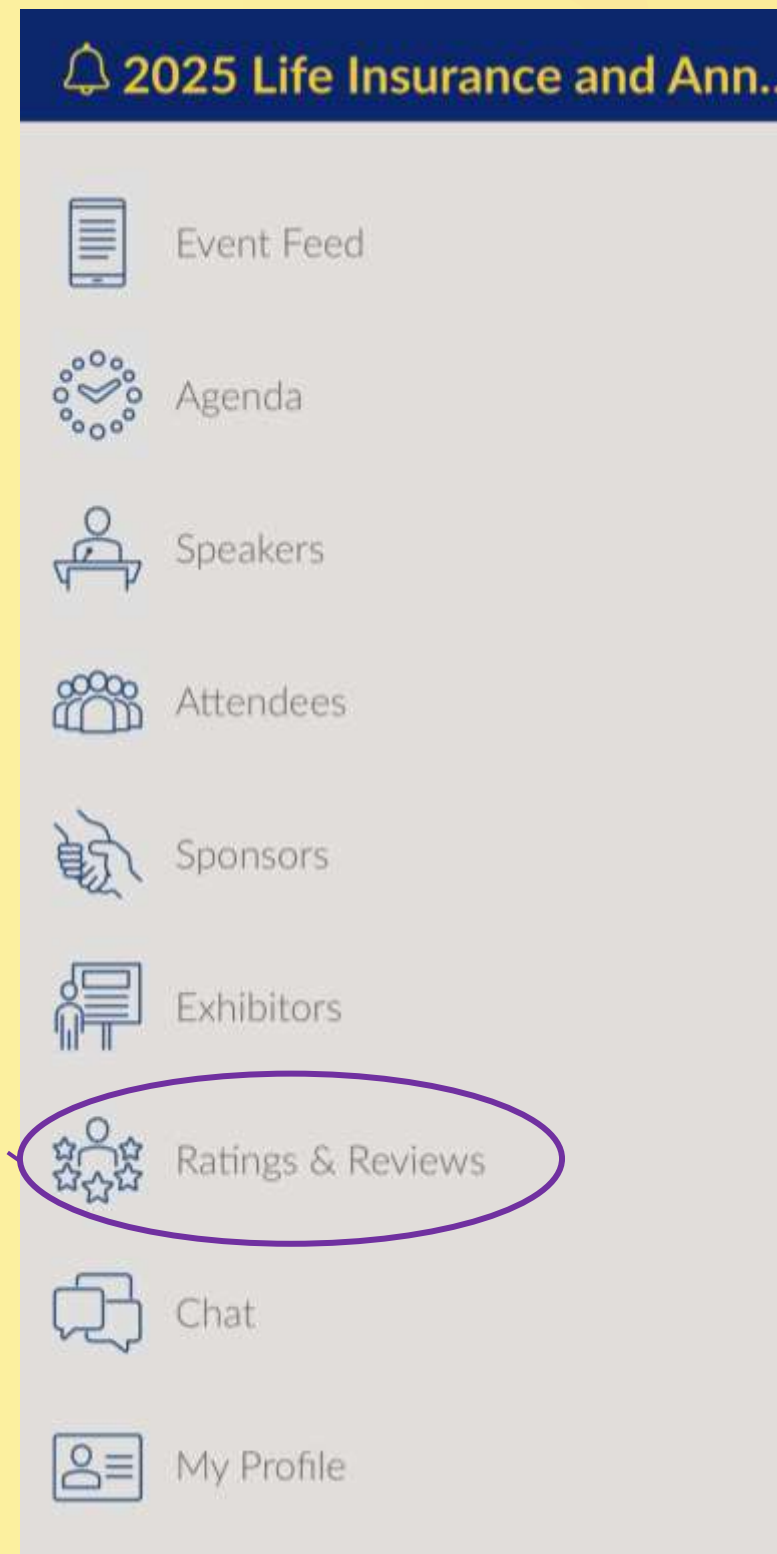 2025 Life Insurance and Ann..
Event Feed
Agenda
Speakers
Attendees
Sponsors
Exhibitors
Ratings & Reviews
Chat
My Profile